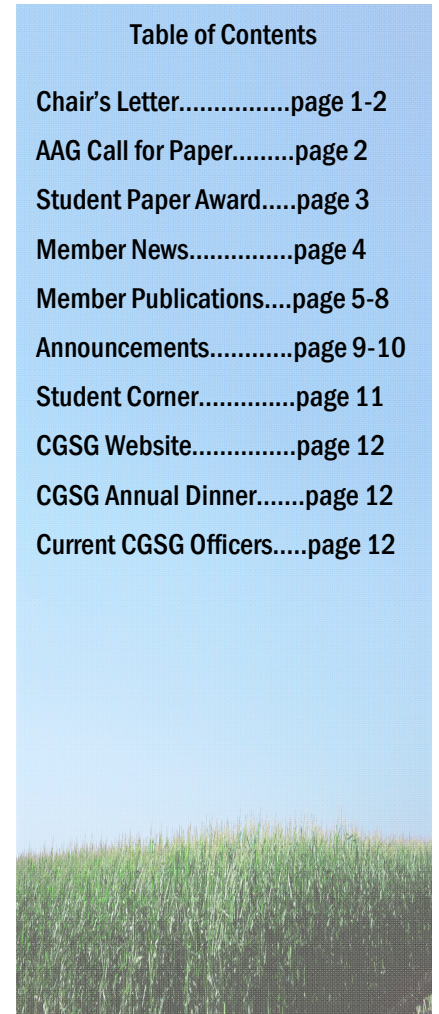 Table of Contents
Chair's Letter................page 1-2
AAG Call for Paper.........page 2
Student Paper Award.....page 3
Member News...............page 4
Member Publications....page 5-8
Announcements............page 9-10
Student Corner..............page 11
CGSG Website...............page 12
CGSG Annual Dinner.......page 12
Current CGSG Officers.....page 12